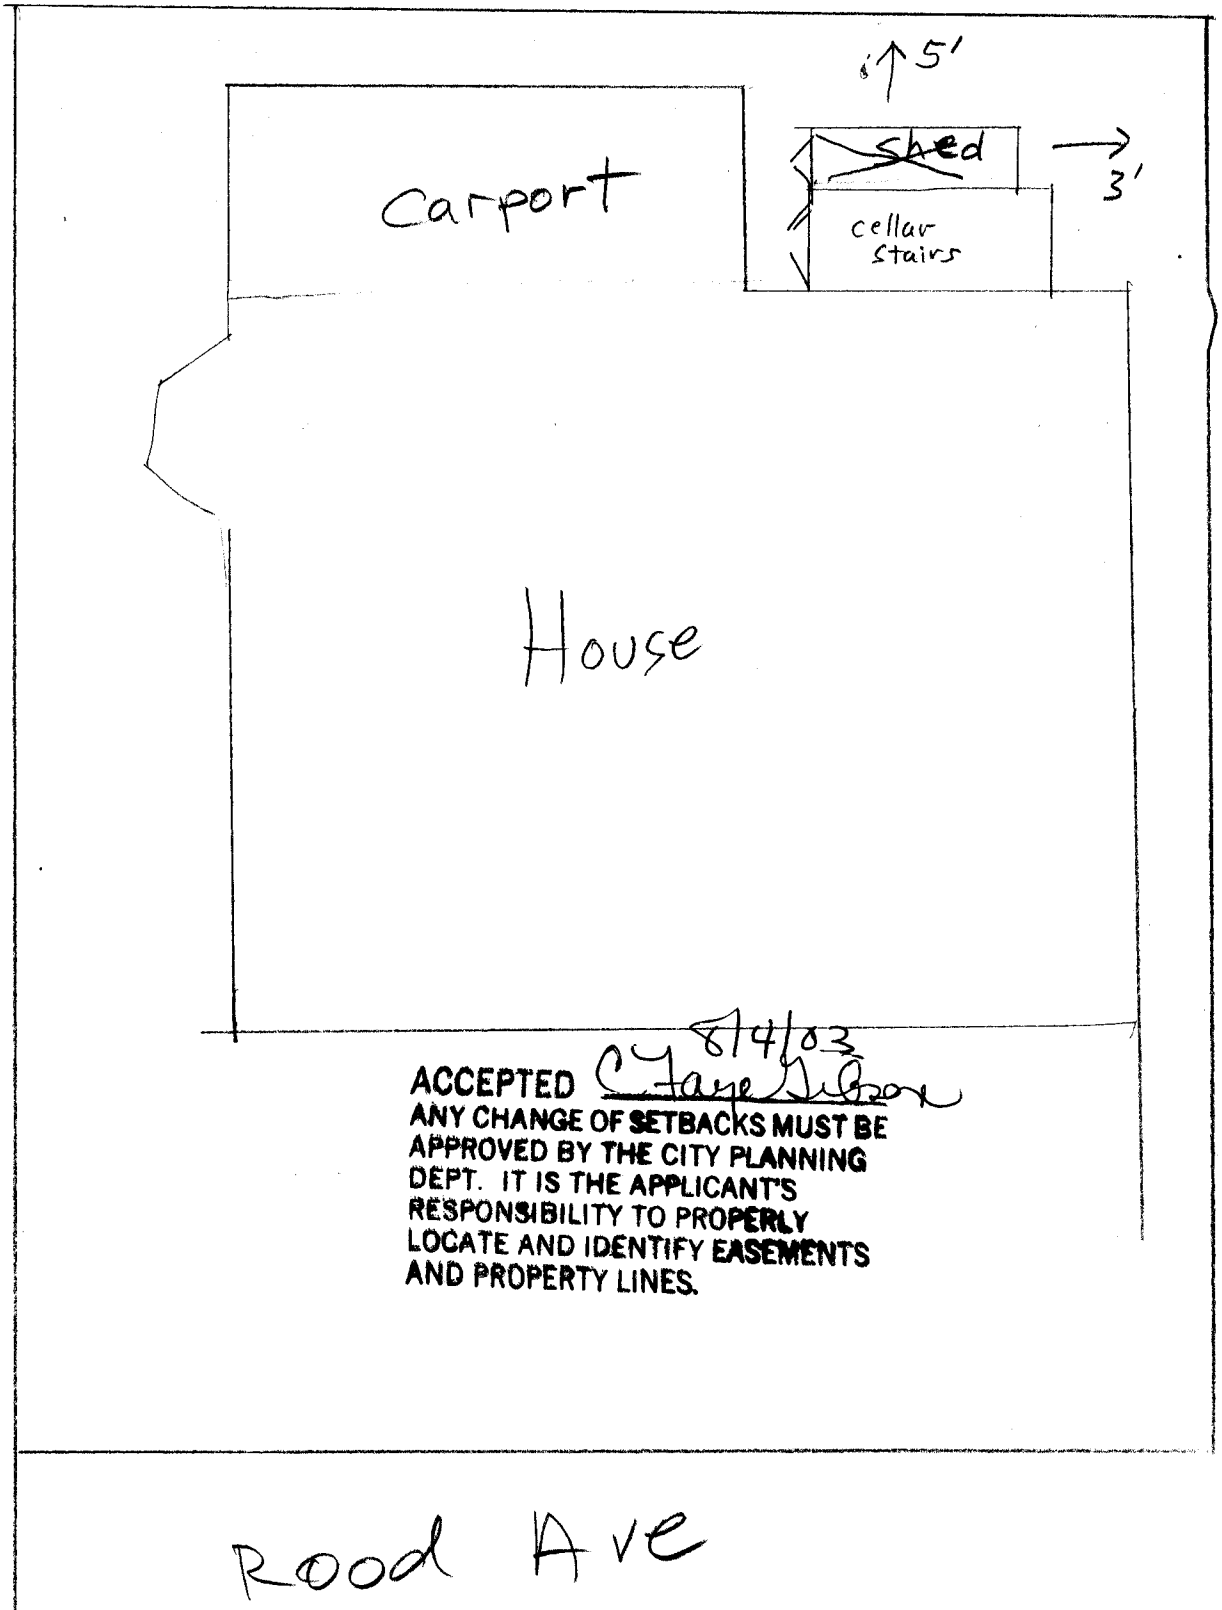 5'
shed
3'
Carport
cellar
stairs
House
8/4/03
ACCEPTED C Faye Gibson
ANY CHANGE OF SETBACKS MUST BE
APPROVED BY THE CITY PLANNING
DEPT. IT IS THE APPLICANT'S
RESPONSIBILITY TO PROPERLY
LOCATE AND IDENTIFY EASEMENTS
AND PROPERTY LINES.
Rood Ave